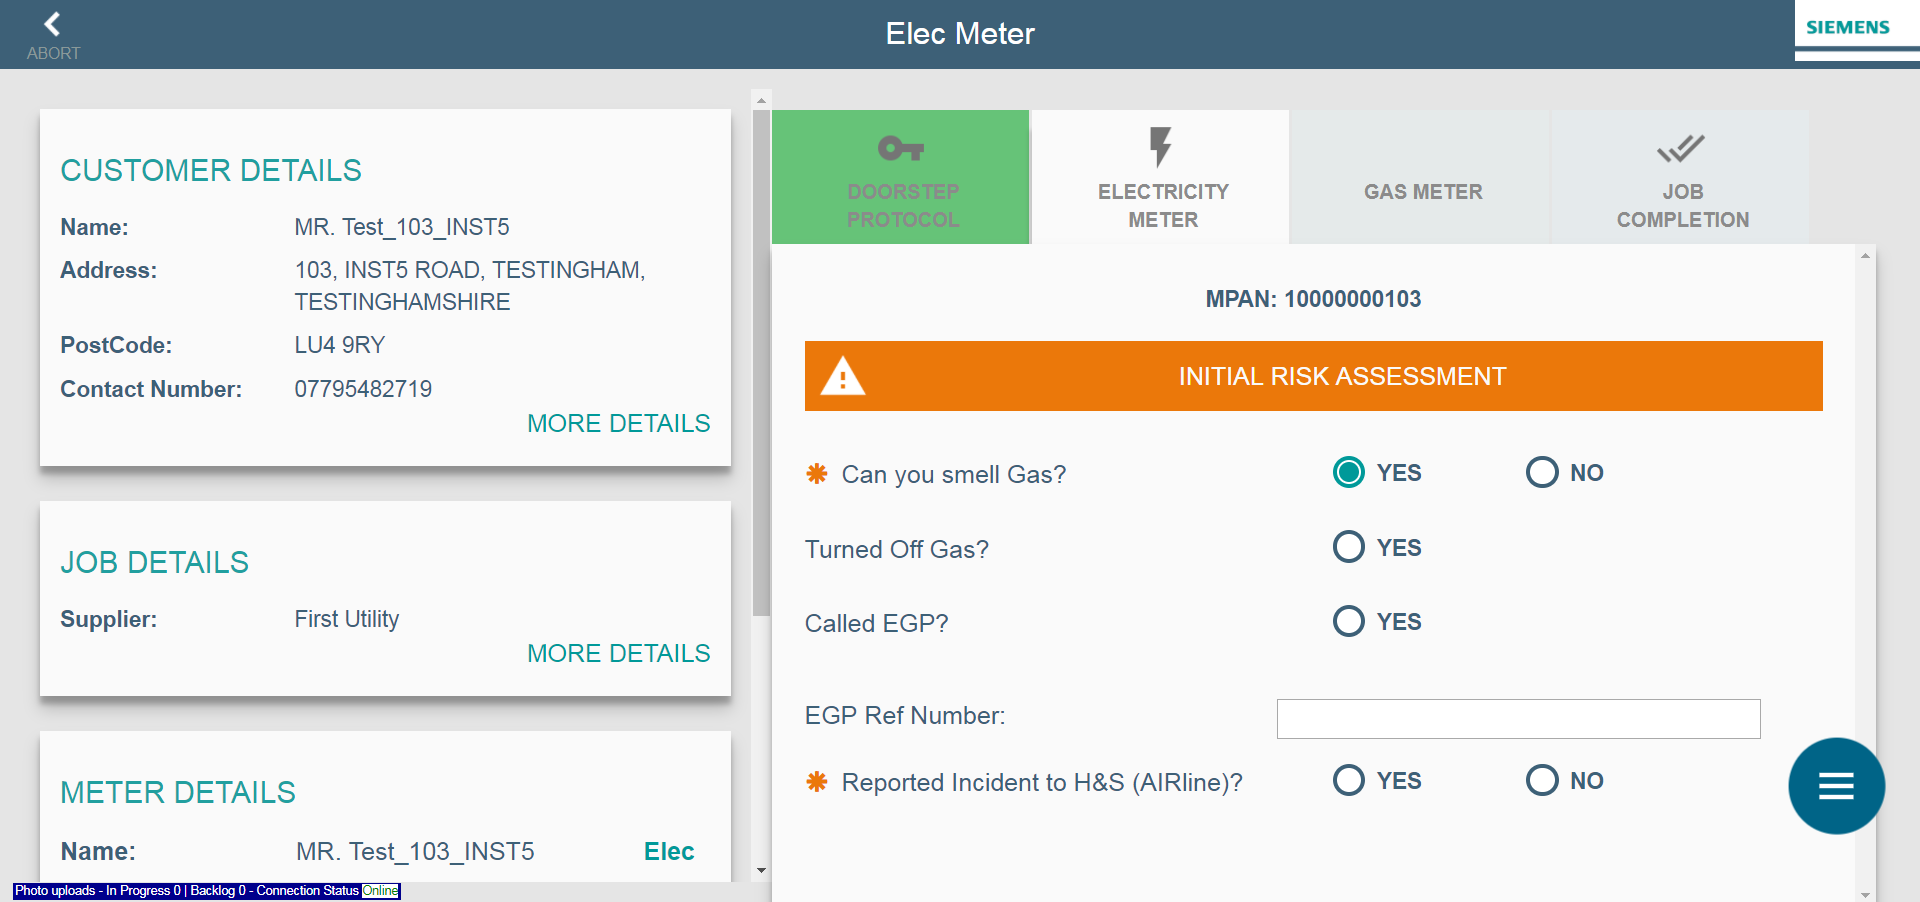 ABORT
Elec Meter
SIEMENS
CUSTOMER DETAILS
Name: MR. Test_103_INST5
Address: 103, INST5 ROAD, TESTINGHAM,
TESTINGHAMSHIRE
PostCode: LU4 9RY
Contact Number: 07795482719
MORE DETAILS
JOB DETAILS
Supplier: First Utility
MORE DETAILS
METER DETAILS
Name: MR. Test_103_INST5 Elec
Photo uploads - In Progress 0 | Backlog 0 - Connection Status Online
DOORSTEP
PROTOCOL
ELECTRICITY
METER
GAS METER
JOB
COMPLETION
MPAN: 10000000103
INITIAL RISK ASSESSMENT
✱ Can you smell Gas? YES NO
Turned Off Gas? YES
Called EGP? YES
EGP Ref Number:
✱ Reported Incident to H&S (AIRline)? YES NO